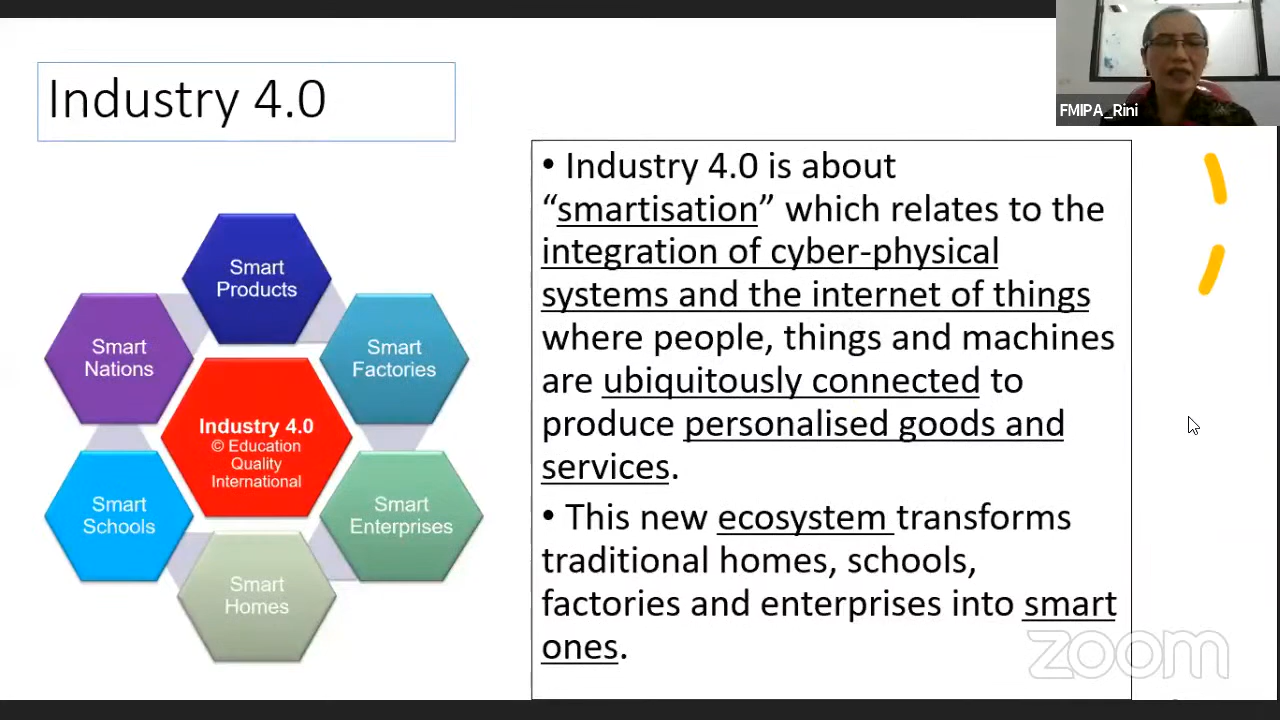 Industry 4.0
FMIPA_Rini
Smart
Products
Smart
Nations
Smart
Factories
Industry 4.0
© Education
Quality
International
Smart
Schools
Smart
Enterprises
Smart
Homes
• Industry 4.0 is about
“smartisation” which relates to the
integration of cyber-physical
systems and the internet of things
where people, things and machines
are ubiquitously connected to
produce personalised goods and
services.
• This new ecosystem transforms
traditional homes, schools,
factories and enterprises into smart
ones.
zoom